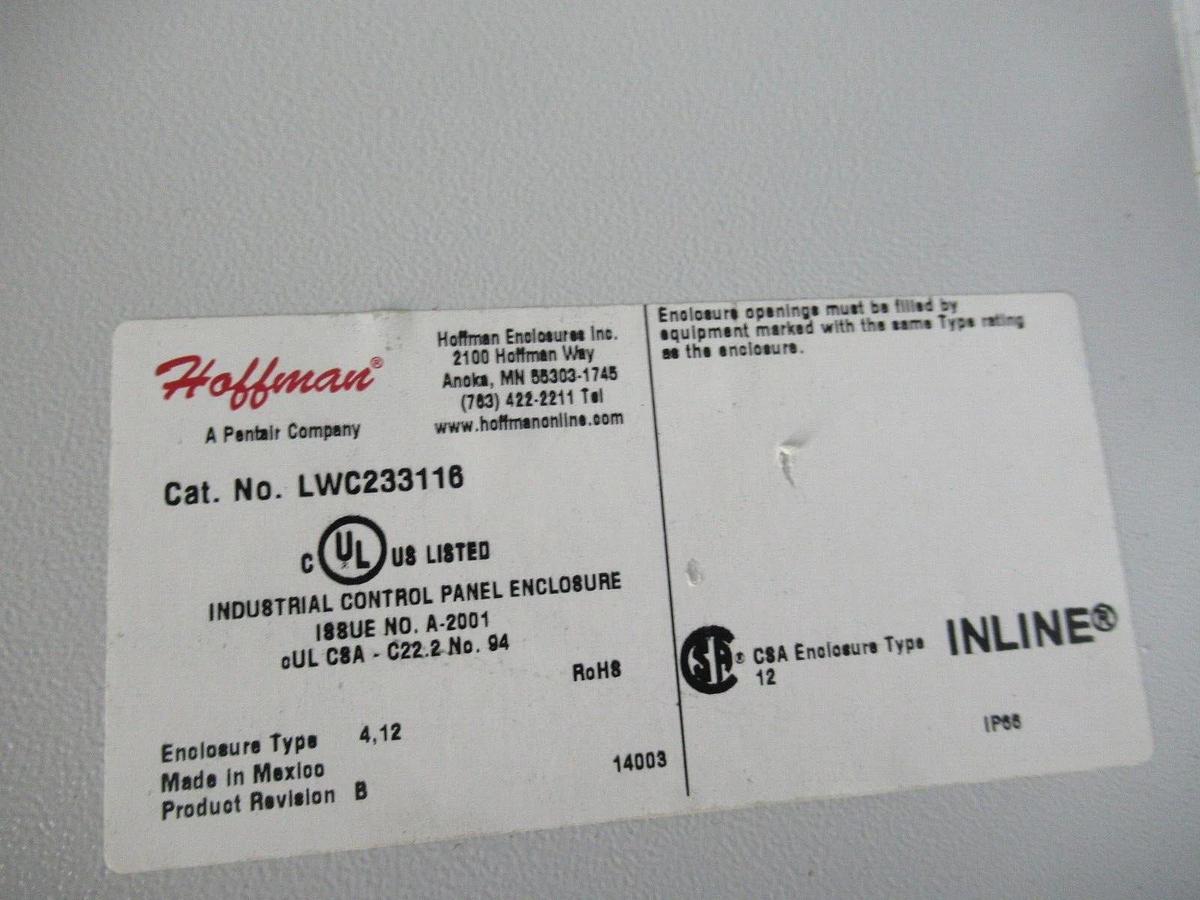 Hoffman®
A Pentair Company
Hoffman Enclosures Inc.
2100 Hoffman Way
Anoka, MN 55303-1745
(763) 422-2211 Tel
www.hoffmanonline.com
Cat. No. LWC233116
C UL US LISTED
INDUSTRIAL CONTROL PANEL ENCLOSURE
ISSUE NO. A-2001
cUL CSA - C22.2 No. 94
RoHS
Enclosure Type 4,12
Made in Mexico
Product Revision B
14003
Enclosure openings must be filled by
equipment marked with the same Type rating
as the enclosure.
CSA® CSA Enclosure Type
12
INLINE®
IP66